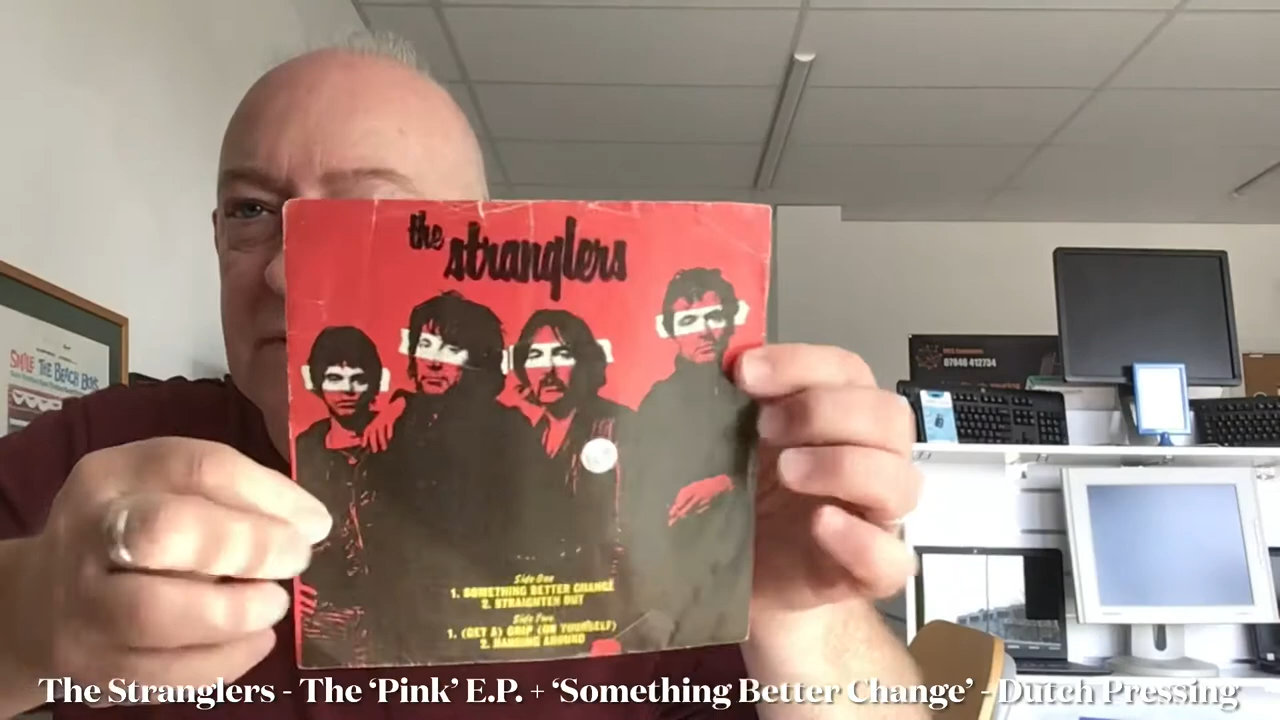 the
stranglers
SMiLE THE BEACH BOYS
07846 412734
Side One
1. SOMETHING BETTER CHANGE
2. STRAIGHTEN OUT
Side Two
1. (GET A) GRIP (ON YOURSELF)
2. HANGING AROUND
The Stranglers - The ‘Pink’ E.P. + ‘Something Better Change’ - Dutch Pressing